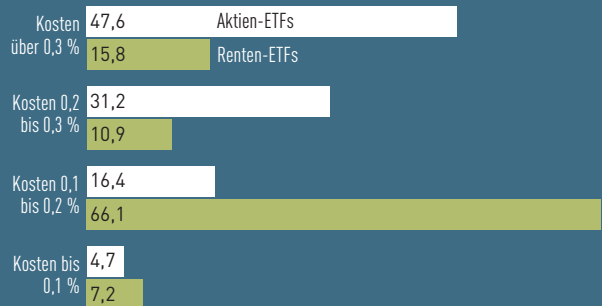 Kosten
über 0,3 %
47,6
Aktien-ETFs
15,8
Renten-ETFs
Kosten 0,2
bis 0,3 %
31,2
10,9
Kosten 0,1
bis 0,2 %
16,4
66,1
Kosten bis
0,1 %
4,7
7,2